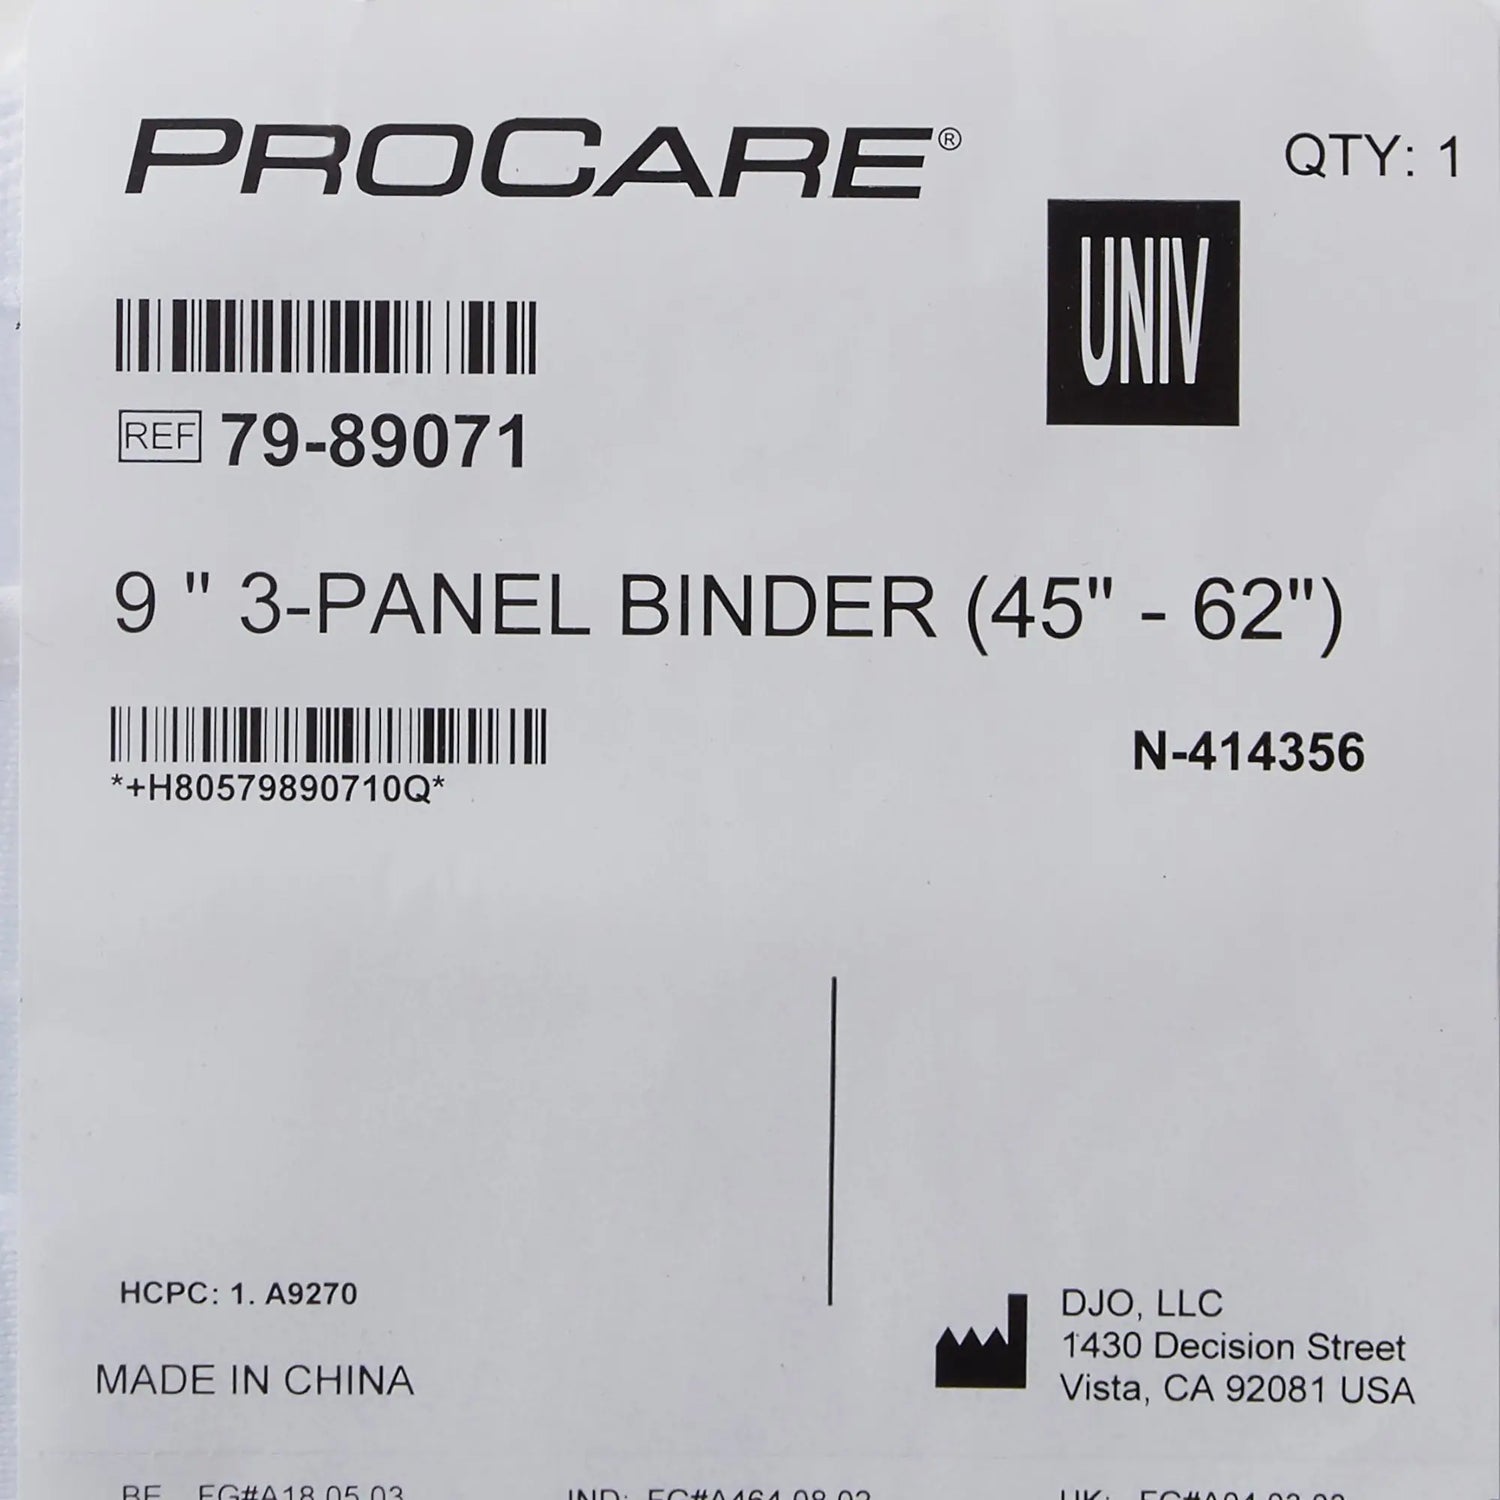 PROCARE®
QTY: 1
UNIV
REF 79-89071
9 " 3-PANEL BINDER (45" - 62")
*+H80579890710Q*
N-414356
HCPC: 1. A9270
MADE IN CHINA
DJO, LLC
1430 Decision Street
Vista, CA 92081 USA